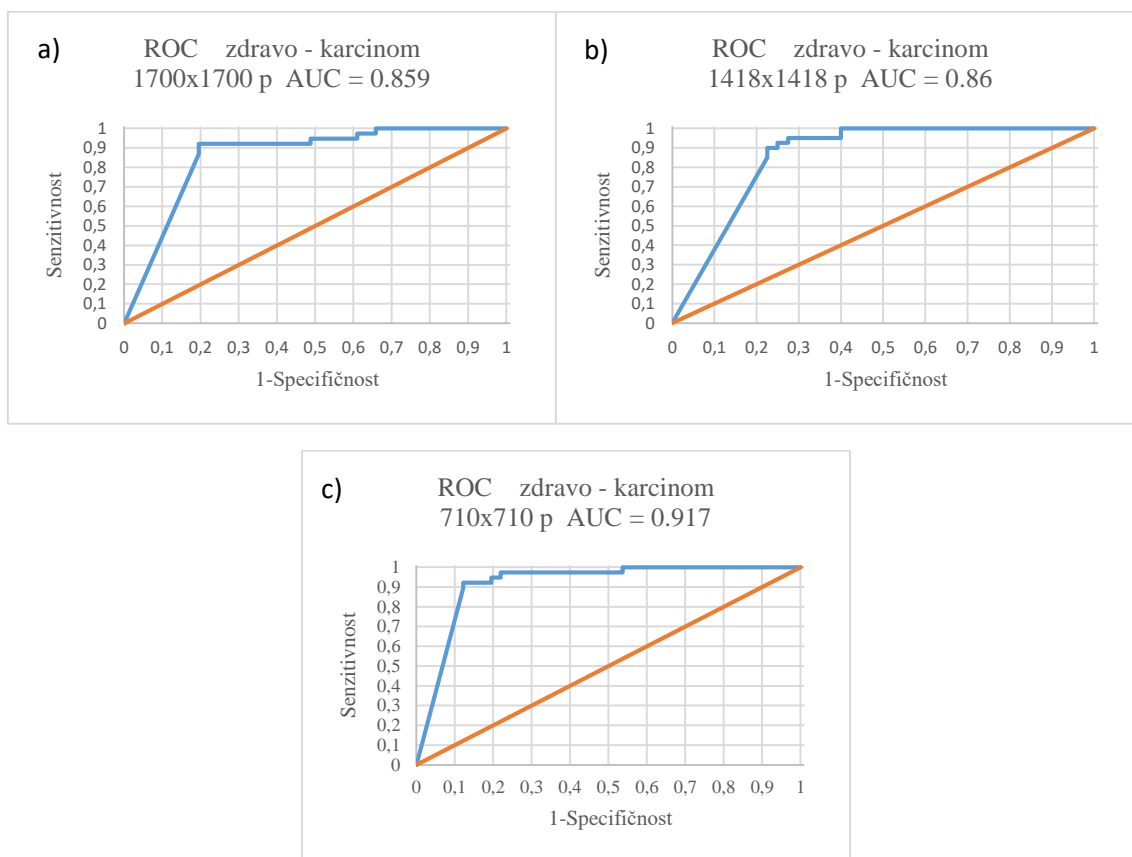 a)
ROC zdravo - karcinom
1700x1700 p AUC = 0.859
Senzitivnost
1
0,9
0,8
0,7
0,6
0,5
0,4
0,3
0,2
0,1
0
0 0,1 0,2 0,3 0,4 0,5 0,6 0,7 0,8 0,9 1
1-Specifičnost
b)
ROC zdravo - karcinom
1418x1418 p AUC = 0.86
Senzitivnost
1
0,9
0,8
0,7
0,6
0,5
0,4
0,3
0,2
0,1
0
0 0,1 0,2 0,3 0,4 0,5 0,6 0,7 0,8 0,9 1
1-Specifičnost
c)
ROC zdravo - karcinom
710x710 p AUC = 0.917
Senzitivnost
1
0,9
0,8
0,7
0,6
0,5
0,4
0,3
0,2
0,1
0
0 0,1 0,2 0,3 0,4 0,5 0,6 0,7 0,8 0,9 1
1-Specifičnost